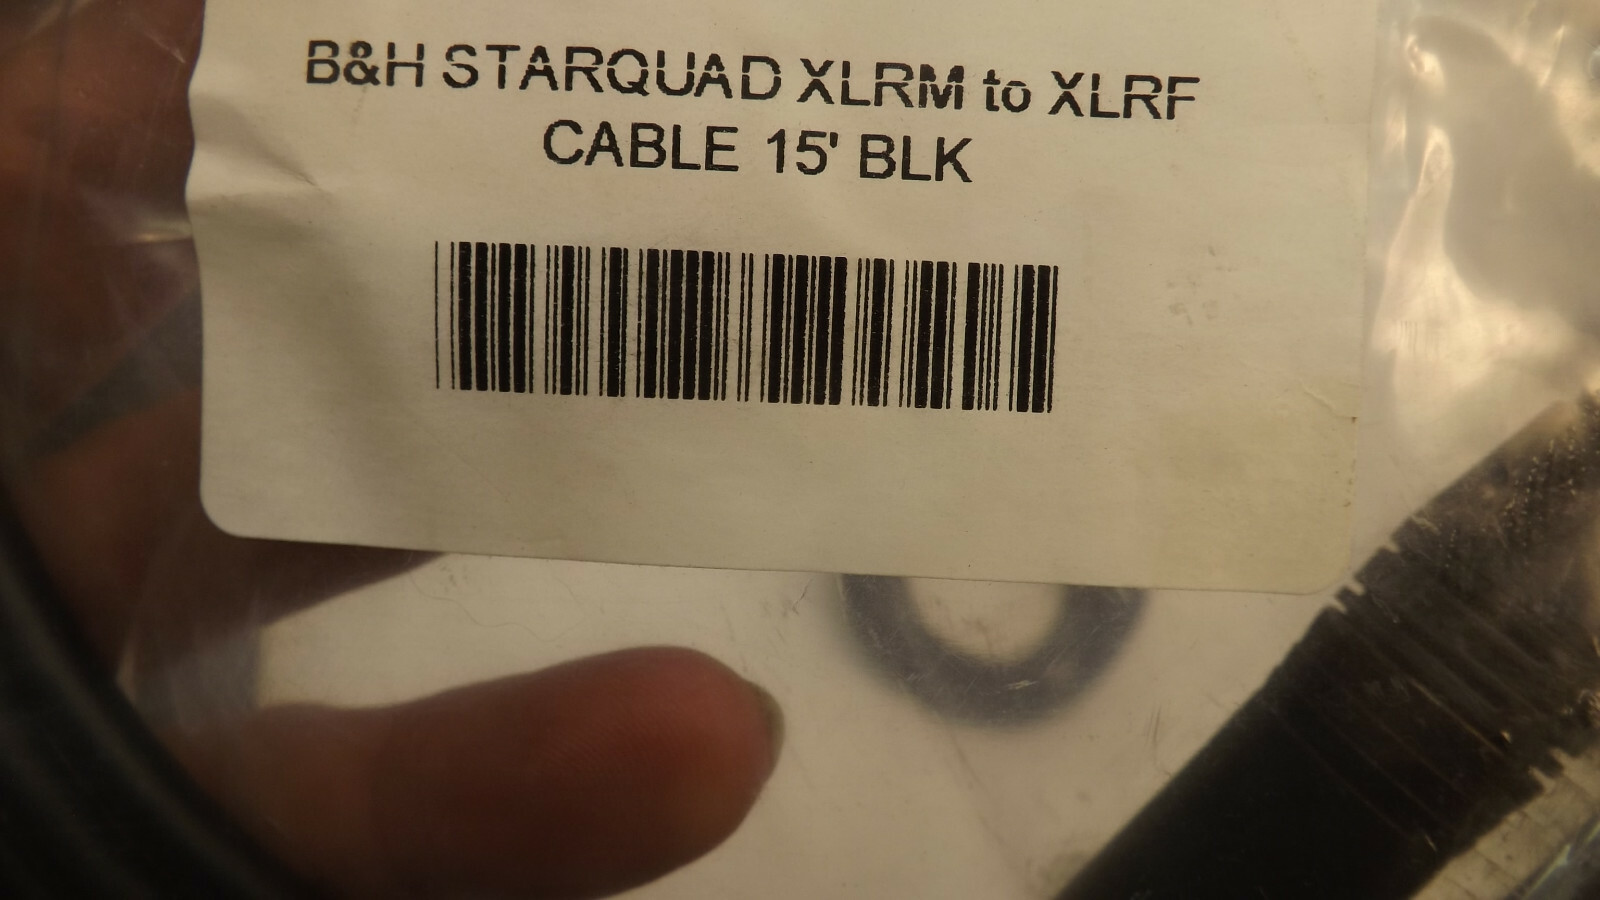 B&H STARQUAD XLRM to XLRF
CABLE 15' BLK